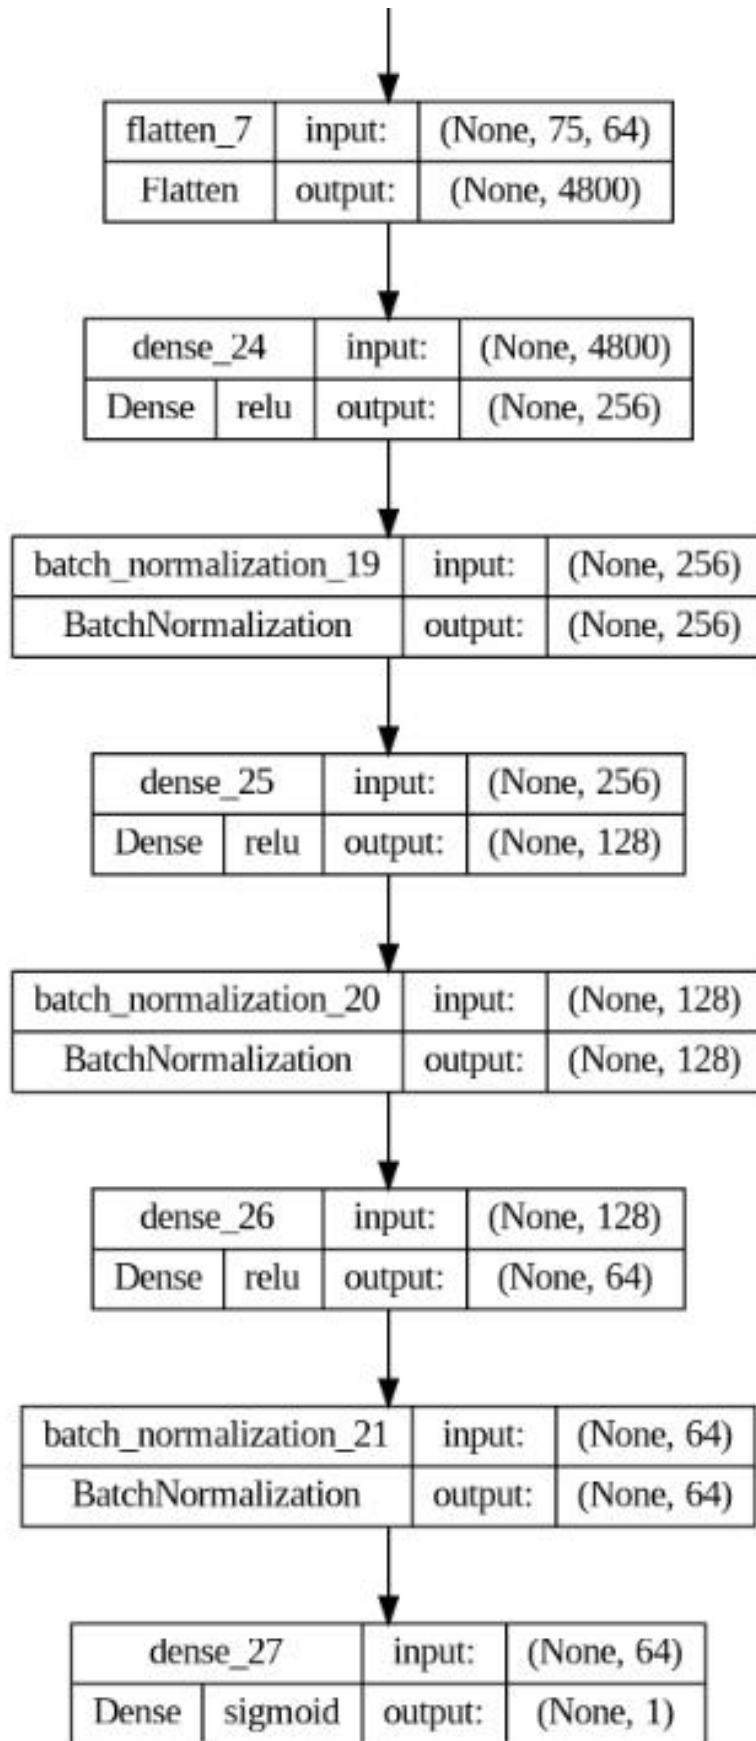 flatten_7 input: (None, 75, 64)
Flatten output: (None, 4800)
dense_24 input: (None, 4800)
Dense relu output: (None, 256)
batch_normalization_19 input: (None, 256)
BatchNormalization output: (None, 256)
dense_25 input: (None, 256)
Dense relu output: (None, 128)
batch_normalization_20 input: (None, 128)
BatchNormalization output: (None, 128)
dense_26 input: (None, 128)
Dense relu output: (None, 64)
batch_normalization_21 input: (None, 64)
BatchNormalization output: (None, 64)
dense_27 input: (None, 64)
Dense sigmoid output: (None, 1)